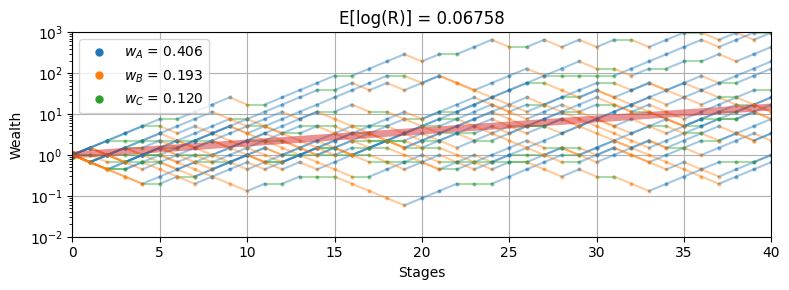 E[log(R)] = 0.06758
10³
10²
10¹
10⁰
10⁻¹
10⁻²
Wealth
w_A = 0.406
w_B = 0.193
w_C = 0.120
0 5 10 15 20 25 30 35 40
Stages